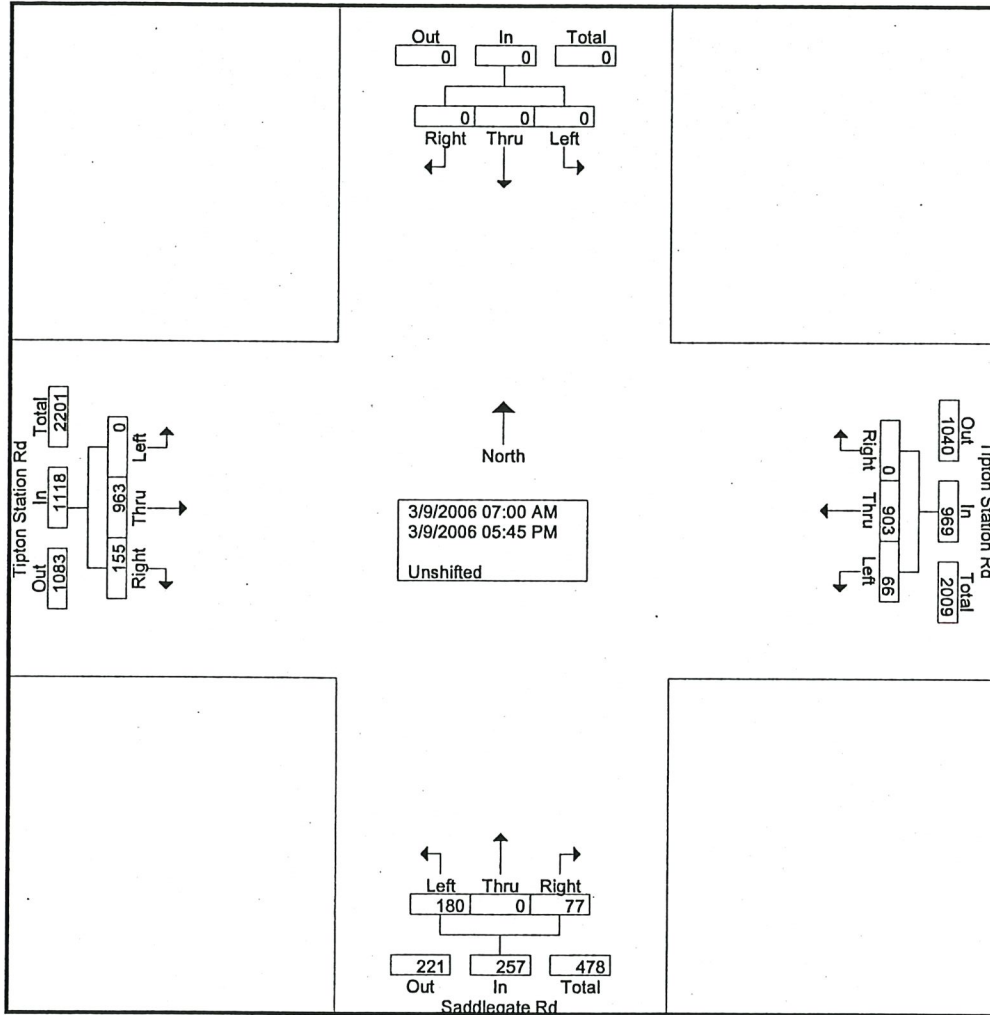 Out In Total
0 0 0
0 0 0
Right Thru Left
North
3/9/2006 07:00 AM
3/9/2006 05:45 PM
Unshifted
Tipton Station Rd
Out In Total
1083 1118 2201
155 963 0
Right Thru Left
Tipton Station Rd
Out In Total
1040 969 2009
0 903 66
Right Thru Left
Left Thru Right
180 0 77
221 257 478
Out In Total
Saddlegate Rd